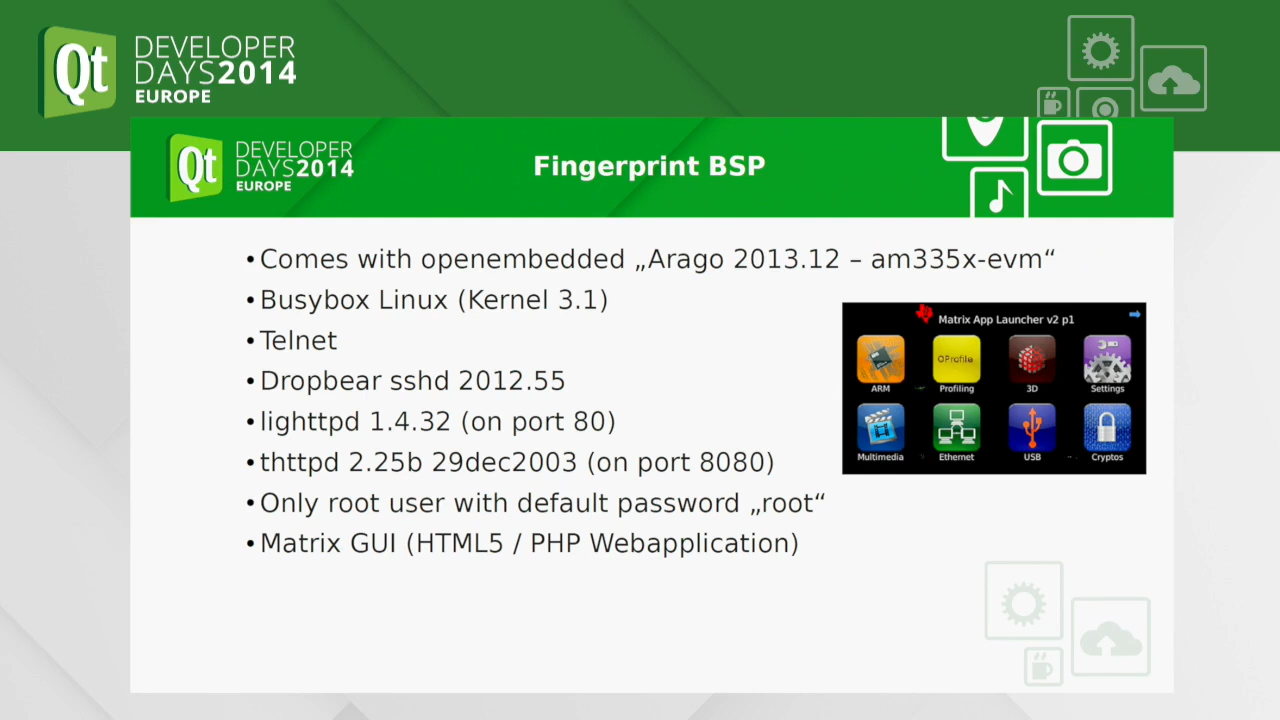 Qt
DEVELOPER
DAYS2014
EUROPE
Qt
DEVELOPER
DAYS2014
EUROPE
Fingerprint BSP
• Comes with openembedded „Arago 2013.12 – am335x-evm“
• Busybox Linux (Kernel 3.1)
• Telnet
• Dropbear sshd 2012.55
• lighttpd 1.4.32 (on port 80)
• thttpd 2.25b 29dec2003 (on port 8080)
• Only root user with default password „root“
• Matrix GUI (HTML5 / PHP Webapplication)
Matrix App Launcher v2 p1
OProfile
ARM Profiling 3D Settings
Multimedia Ethernet USB Cryptos